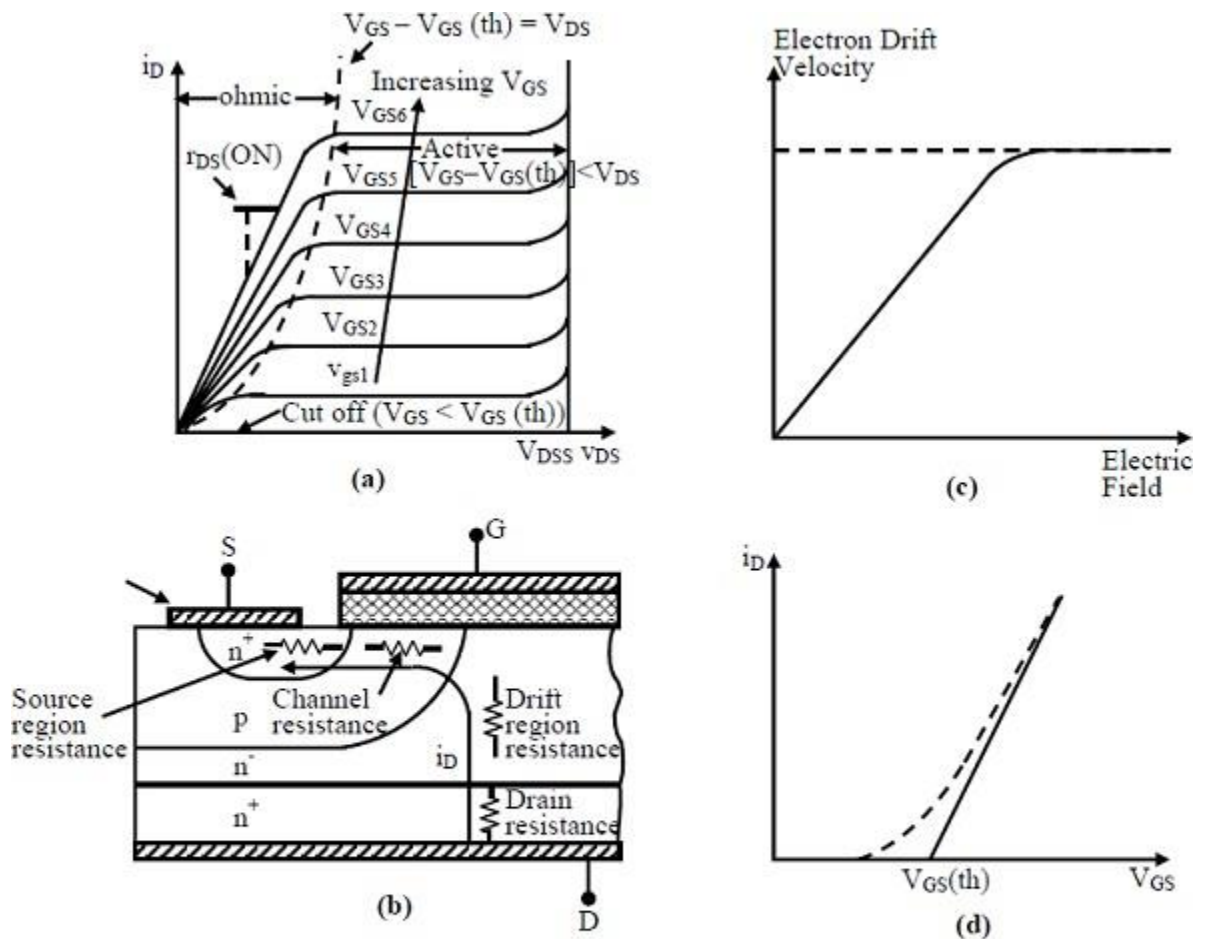 V_GS – V_GS (th) = V_DS
i_D
Increasing V_GS
ohmic
V_GS6
r_DS(ON)
Active
V_GS5 [V_GS–V_GS(th)]<V_DS
V_GS4
V_GS3
V_GS2
v_gs1
Cut off (V_GS < V_GS (th))
V_DSS v_DS
(a)
Electron Drift
Velocity
Electric
Field
(c)
S
G
n+
Source
region
resistance
Channel
resistance
Drift
region
resistance
p
n-
i_D
n+
Drain
resistance
D
(b)
i_D
V_GS(th)
V_GS
(d)